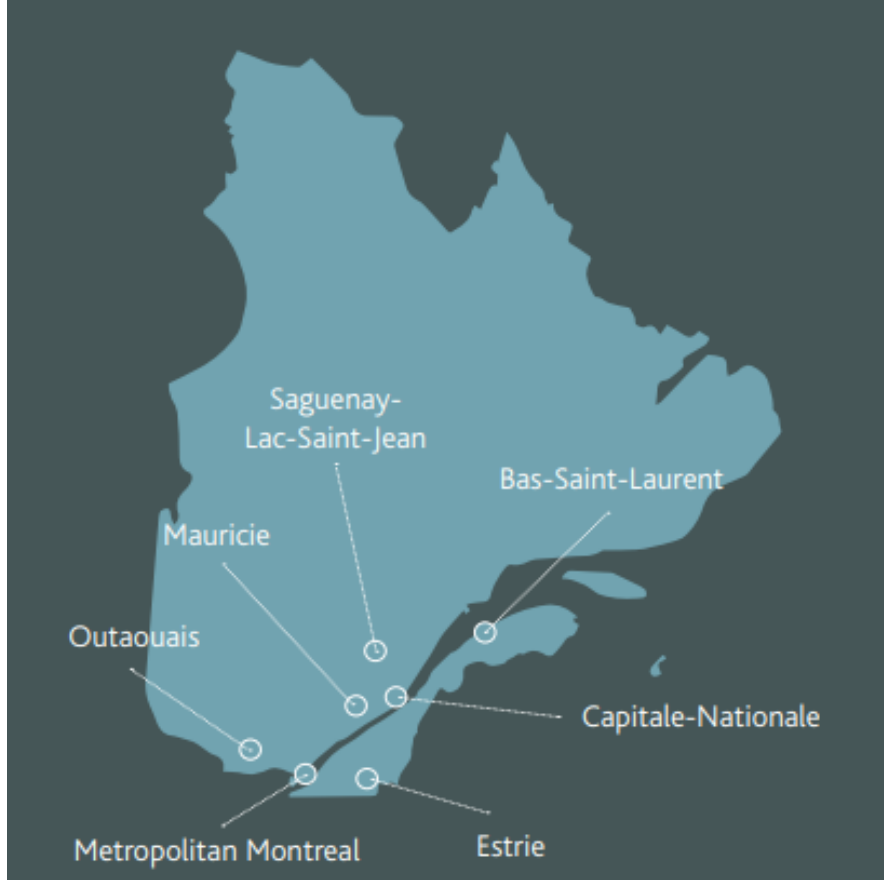 Saguenay-
Lac-Saint-Jean
Bas-Saint-Laurent
Mauricie
Outaouais
Capitale-Nationale
Metropolitan Montreal
Estrie